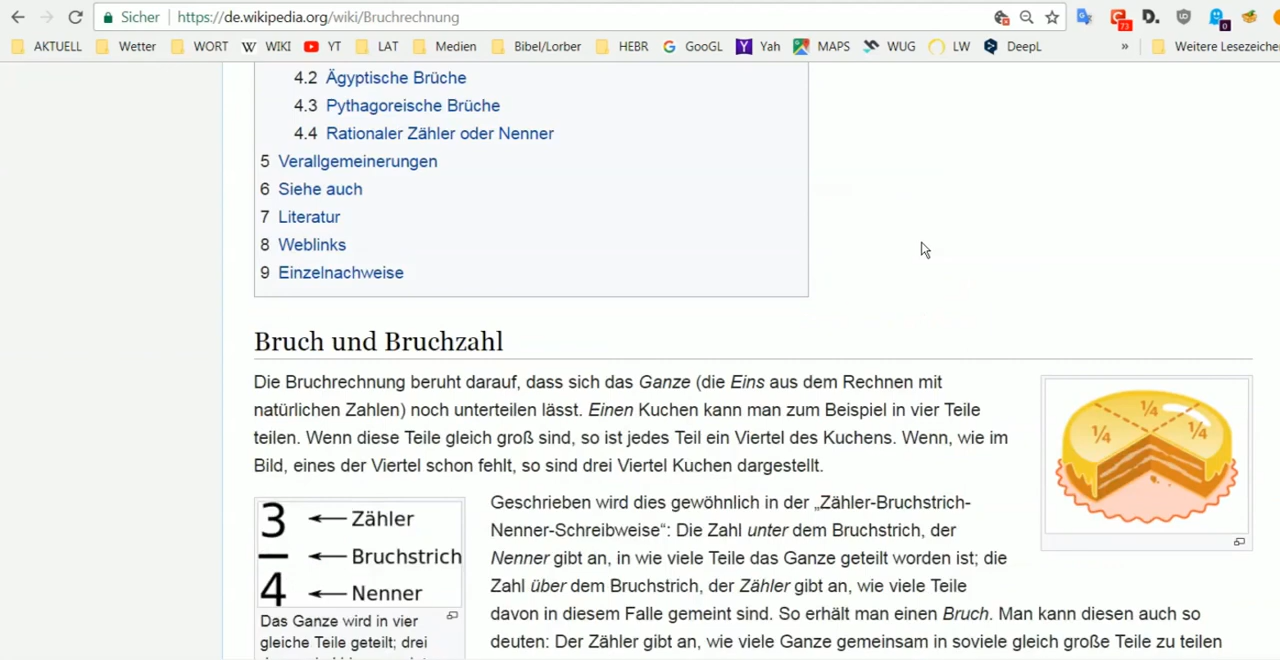 Sicher https://de.wikipedia.org/wiki/Bruchrechnung
73 D. 0
AKTUELL Wetter WORT WIKI YT LAT Medien Bibel/Lorber HEBR GooGL Yah MAPS WUG LW DeepL » Weitere Lesezeiche
4.2 Ägyptische Brüche
4.3 Pythagoreische Brüche
4.4 Rationaler Zähler oder Nenner
5 Verallgemeinerungen
6 Siehe auch
7 Literatur
8 Weblinks
9 Einzelnachweise
Bruch und Bruchzahl
Die Bruchrechnung beruht darauf, dass sich das Ganze (die Eins aus dem Rechnen mit
natürlichen Zahlen) noch unterteilen lässt. Einen Kuchen kann man zum Beispiel in vier Teile
teilen. Wenn diese Teile gleich groß sind, so ist jedes Teil ein Viertel des Kuchens. Wenn, wie im
Bild, eines der Viertel schon fehlt, so sind drei Viertel Kuchen dargestellt.
1/4
1/4 1/4
3 Zähler
Bruchstrich
4 Nenner
Das Ganze wird in vier
gleiche Teile geteilt; drei
Geschrieben wird dies gewöhnlich in der „Zähler-Bruchstrich-
Nenner-Schreibweise“: Die Zahl unter dem Bruchstrich, der
Nenner gibt an, in wie viele Teile das Ganze geteilt worden ist; die
Zahl über dem Bruchstrich, der Zähler gibt an, wie viele Teile
davon in diesem Falle gemeint sind. So erhält man einen Bruch. Man kann diesen auch so
deuten: Der Zähler gibt an, wie viele Ganze gemeinsam in soviele gleich große Teile zu teilen